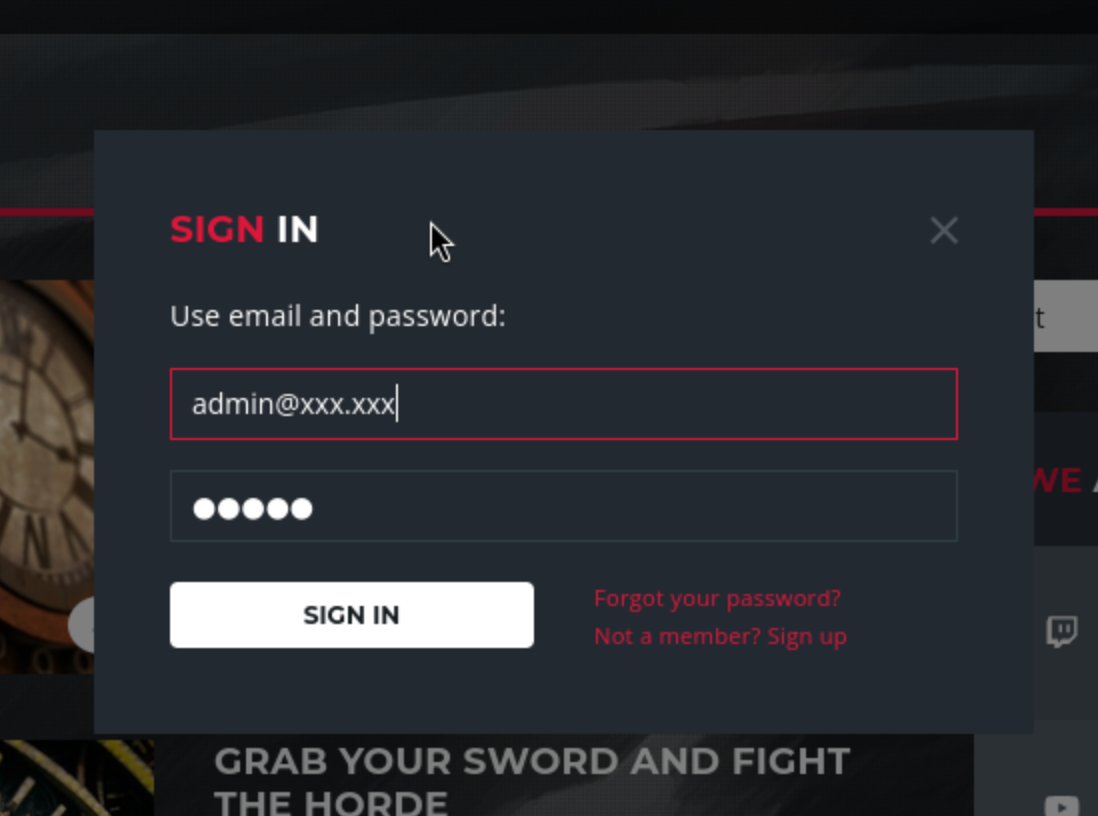 SIGN IN
Use email and password:
admin@xxx.xxx
SIGN IN
Forgot your password?
Not a member? Sign up
t
WE
GRAB YOUR SWORD AND FIGHT
THE HORDE